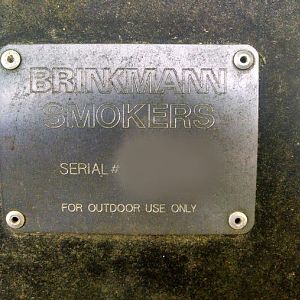 BRINKMANN
SMOKERS
SERIAL #
FOR OUTDOOR USE ONLY